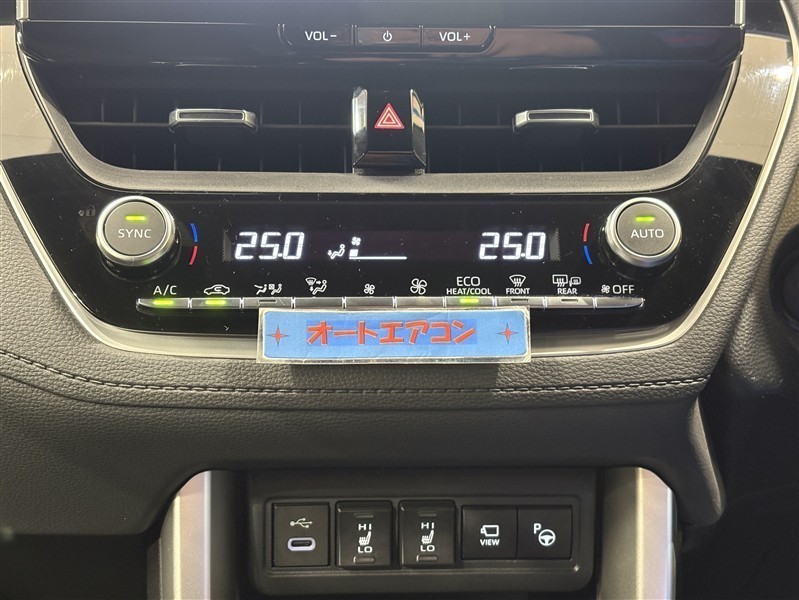 VOL− VOL+
SYNC 25.0 25.0 AUTO
A/C ECO HEAT/COOL FRONT REAR OFF
オートエアコン
HI LO HI LO VIEW P